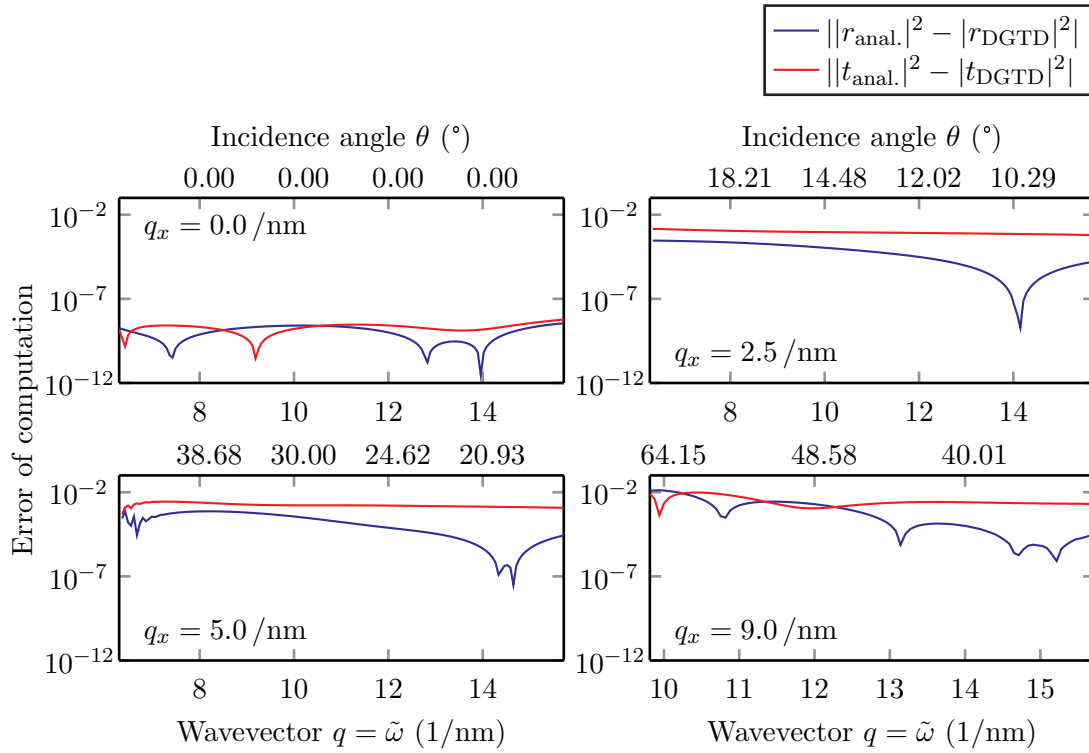 ||r_anal.|² − |r_DGTD|²|
||t_anal.|² − |t_DGTD|²|
Incidence angle θ (°)
Incidence angle θ (°)
0.00 0.00 0.00 0.00
18.21 14.48 12.02 10.29
Error of computation
10⁻²
10⁻⁷
10⁻¹²
q_x = 0.0 /nm
8 10 12 14
10⁻²
10⁻⁷
10⁻¹²
q_x = 2.5 /nm
8 10 12 14
38.68 30.00 24.62 20.93
10⁻²
10⁻⁷
10⁻¹²
q_x = 5.0 /nm
8 10 12 14
Wavevector q = ω̃ (1/nm)
64.15 48.58 40.01
10⁻²
10⁻⁷
10⁻¹²
q_x = 9.0 /nm
10 11 12 13 14 15
Wavevector q = ω̃ (1/nm)